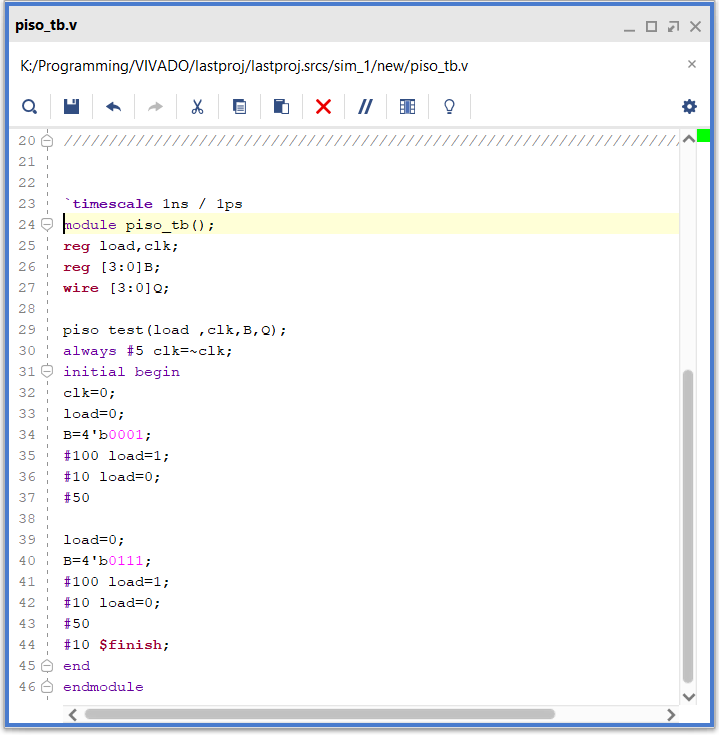 piso_tb.v
K:/Programming/VIVADO/lastproj/lastproj.srcs/sim_1/new/piso_tb.v
20 //////////////////////////////////////////////////////////////////////
21
22
23 `timescale 1ns / 1ps
24 module piso_tb();
25 reg load,clk;
26 reg [3:0]B;
27 wire [3:0]Q;
28
29 piso test(load ,clk,B,Q);
30 always #5 clk=~clk;
31 initial begin
32 clk=0;
33 load=0;
34 B=4'b0001;
35 #100 load=1;
36 #10 load=0;
37 #50
38
39 load=0;
40 B=4'b0111;
41 #100 load=1;
42 #10 load=0;
43 #50
44 #10 $finish;
45 end
46 endmodule